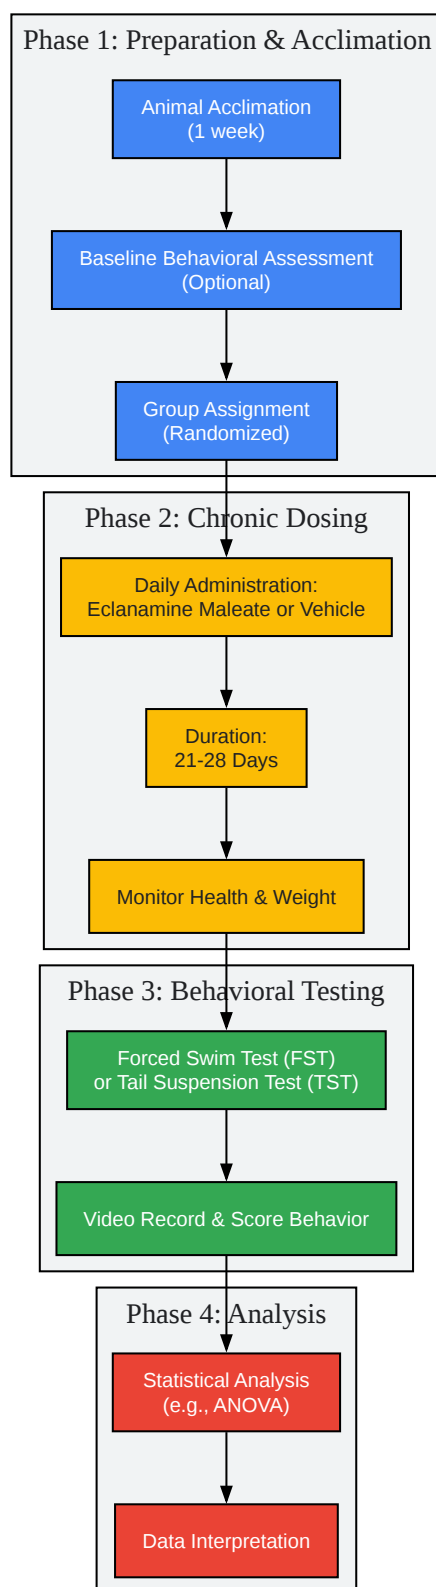 Phase 1: Preparation & Acclimation
Animal Acclimation
(1 week)
Baseline Behavioral Assessment
(Optional)
Group Assignment
(Randomized)
Phase 2: Chronic Dosing
Daily Administration:
Eclanamine Maleate or Vehicle
Duration:
21-28 Days
Monitor Health & Weight
Phase 3: Behavioral Testing
Forced Swim Test (FST)
or Tail Suspension Test (TST)
Video Record & Score Behavior
Phase 4: Analysis
Statistical Analysis
(e.g., ANOVA)
Data Interpretation